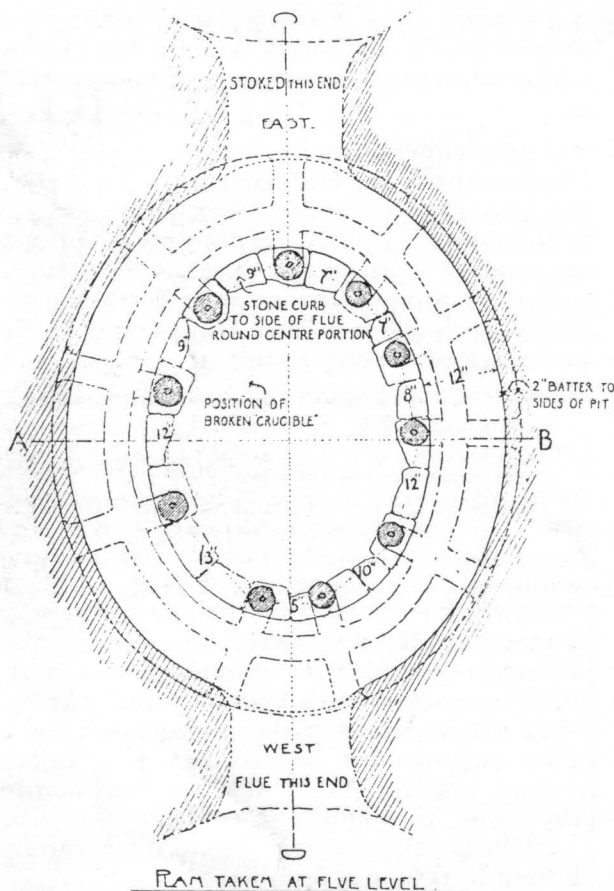 STOKED THIS END
EAST.
9"
7"
STONE CURB
TO SIDE OF FLUE
ROUND CENTRE PORTION
7"
9"
12"
8"
2" BATTER TO
SIDES OF PIT
POSITION OF
BROKEN "CRUCIBLE"
A
12"
B
12"
13"
10"
5"
WEST
FLUE THIS END
PLAN TAKEN AT FLUE LEVEL